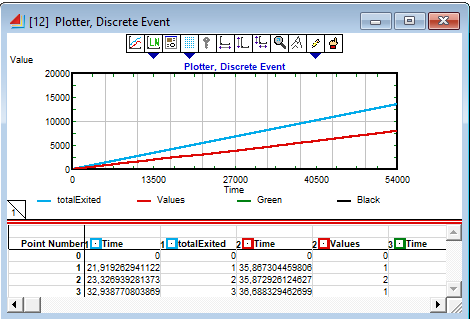 [12] Plotter, Discrete Event
LN
Value
Plotter, Discrete Event
20000
15000
10000
5000
0
0 13500 27000 40500 54000
Time
totalExited Values Green Black
1
Point Number 1 Time 1 totalExited 2 Time 2 Values 3 Time
0 0 0 0 0
1 21,919262941122 1 35,867304459806 1
2 23,326939281373 2 35,872926124627 2
3 32,938770803869 3 36,688329462699 1